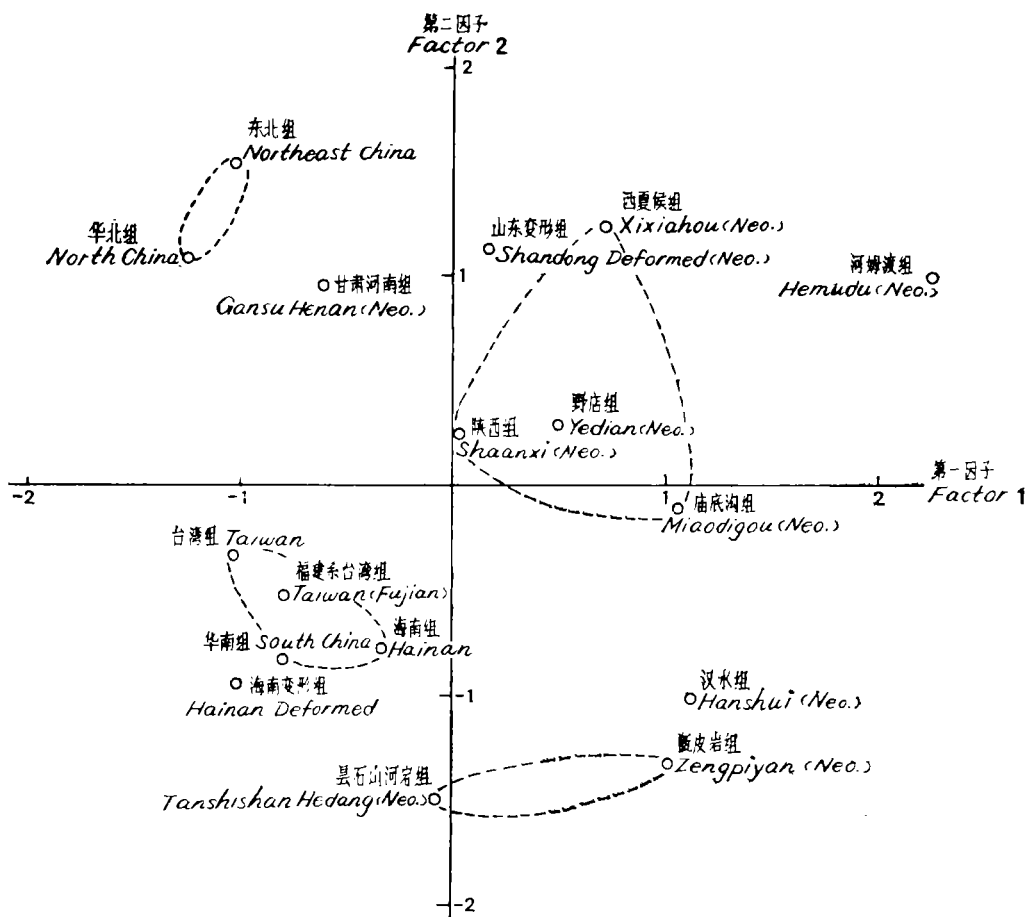 第二因子
Factor 2
2
东北组
Northeast China
西夏侯组
Xixiahou (Neo.)
华北组
North China
山东变形组
Shandong Deformed (Neo.)
河姆渡组
Hemudu (Neo.)
1
甘肃河南组
Gansu Henan (Neo.)
野店组
Yedian (Neo.)
陕西组
Shaanxi (Neo.)
第一因子
Factor 1
-2
-1
1
2
庙底沟组
Miaodigou (Neo.)
台湾组 Taiwan
福建系台湾组
Taiwan (Fujian)
华南组 South China
海南组
Hainan
海南变形组
Hainan Deformed
-1
汉水组
Hanshui (Neo.)
甑皮岩组
Zengpiyan (Neo.)
昙石山河宕组
Tanshishan Hedang (Neo.)
-2